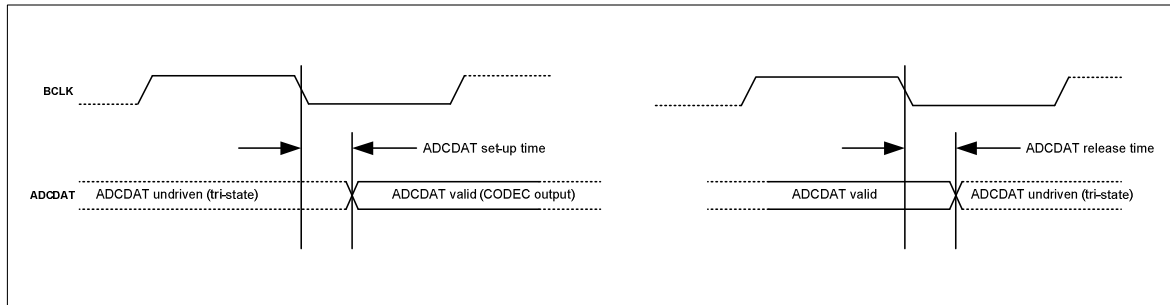 BCLK
ADCDAT set-up time
ADCDAT release time
ADCDAT
ADCDAT undriven (tri-state)
ADCDAT valid (CODEC output)
ADCDAT valid
ADCDAT undriven (tri-state)